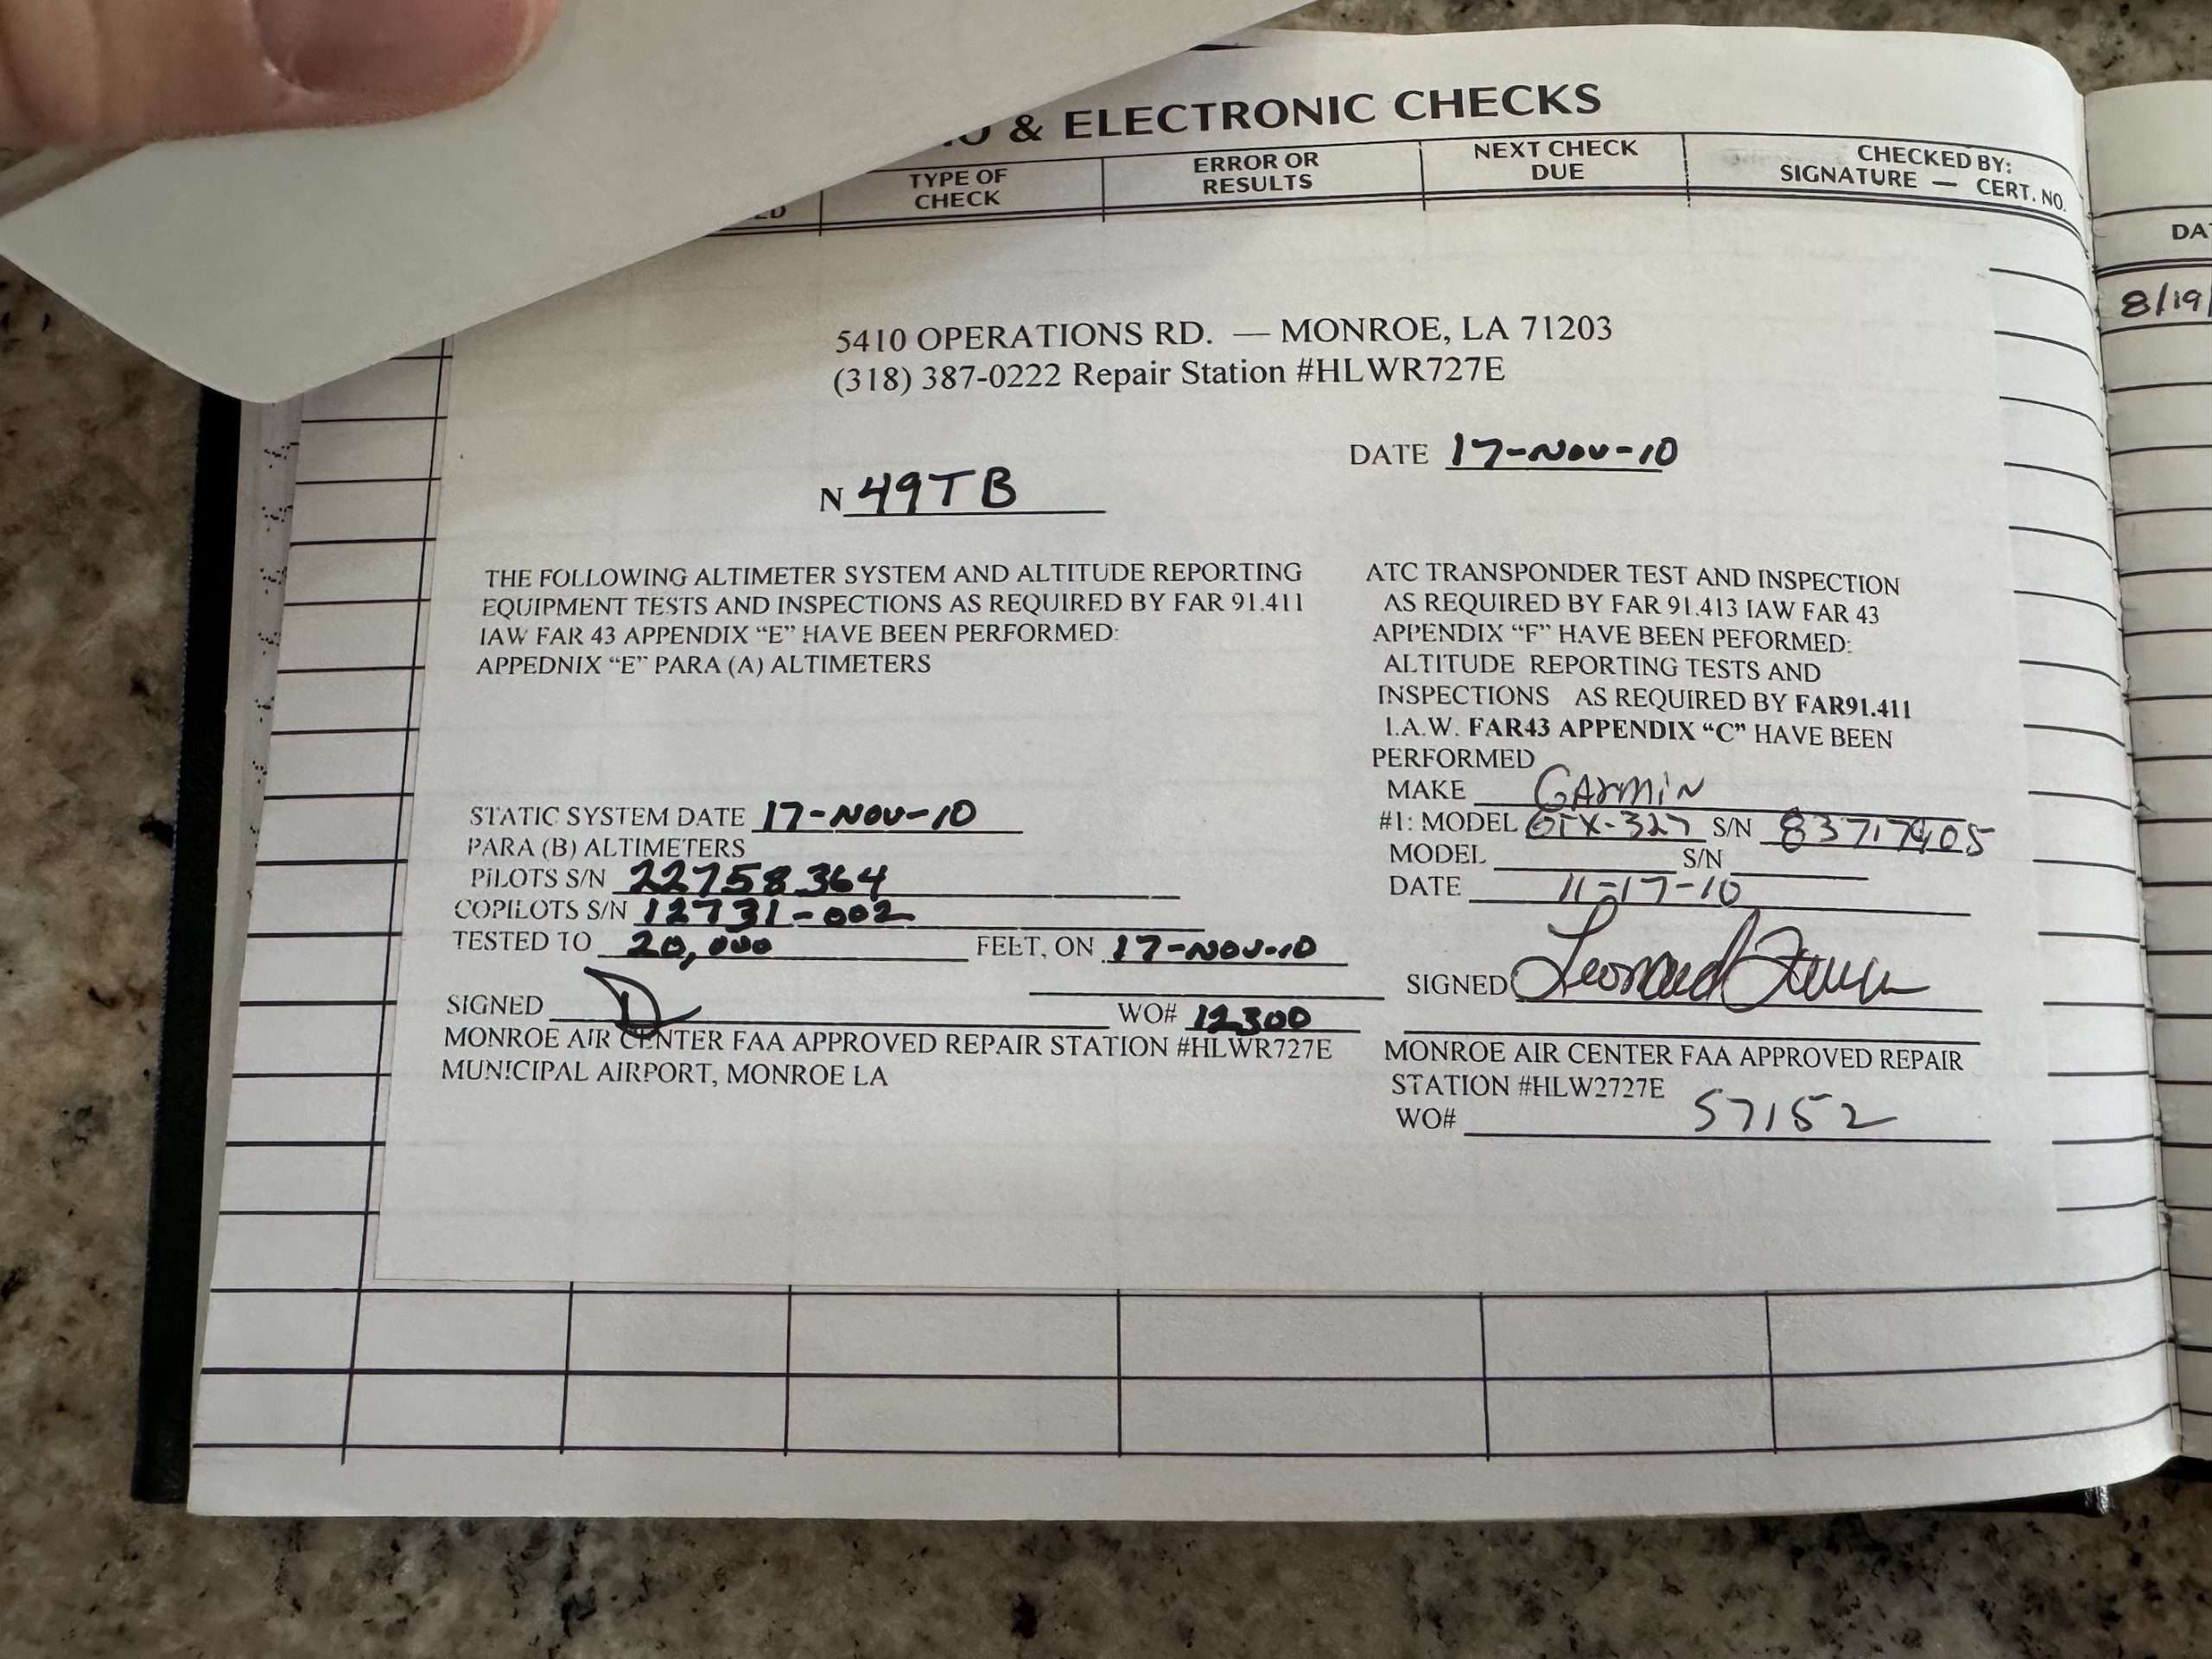 & ELECTRONIC CHECKS
TYPE OF
CHECK
ERROR OR
RESULTS
NEXT CHECK
DUE
CHECKED BY:
SIGNATURE — CERT. NO.
5410 OPERATIONS RD. — MONROE, LA 71203
(318) 387-0222 Repair Station #HLWR727E
DATE 17-NOV-10
N 49TB
THE FOLLOWING ALTIMETER SYSTEM AND ALTITUDE REPORTING
EQUIPMENT TESTS AND INSPECTIONS AS REQUIRED BY FAR 91.411
IAW FAR 43 APPENDIX “E” HAVE BEEN PERFORMED:
APPEDNIX “E” PARA (A) ALTIMETERS
STATIC SYSTEM DATE 17-NOV-10
PARA (B) ALTIMETERS
PILOTS S/N 22758364
COPILOTS S/N 12731-002
TESTED TO 20,000 FEET, ON 17-NOV-10
SIGNED WO# 12300
MONROE AIR CENTER FAA APPROVED REPAIR STATION #HLWR727E
MUNICIPAL AIRPORT, MONROE LA
ATC TRANSPONDER TEST AND INSPECTION
AS REQUIRED BY FAR 91.413 IAW FAR 43
APPENDIX “F” HAVE BEEN PEFORMED:
ALTITUDE REPORTING TESTS AND
INSPECTIONS AS REQUIRED BY FAR91.411
I.A.W. FAR43 APPENDIX “C” HAVE BEEN
PERFORMED
MAKE GARMIN
#1: MODEL GTX-327 S/N 83717905
MODEL S/N
DATE 11-17-10
SIGNED Leonard
MONROE AIR CENTER FAA APPROVED REPAIR
STATION #HLW2727E
WO# 57152
8/19/